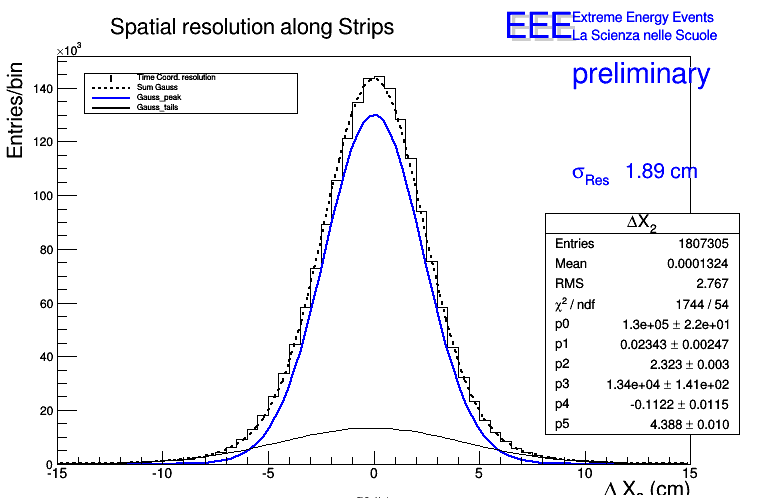 Spatial resolution along Strips
EEE Extreme Energy Events
La Scienza nelle Scuole
preliminary
×10³
Entries/bin
Time Coord. resolution
Sum Gauss
Gauss_peak
Gauss_tails
σRes 1.89 cm
ΔX₂
Entries 1807305
Mean 0.0001324
RMS 2.767
χ² / ndf 1744 / 54
p0 1.3e+05 ± 2.2e+01
p1 0.02343 ± 0.00247
p2 2.323 ± 0.003
p3 1.34e+04 ± 1.41e+02
p4 -0.1122 ± 0.0115
p5 4.388 ± 0.010
140
120
100
80
60
40
20
0
-15 -10 -5 0 5 10 15
Δ X₂ (cm)